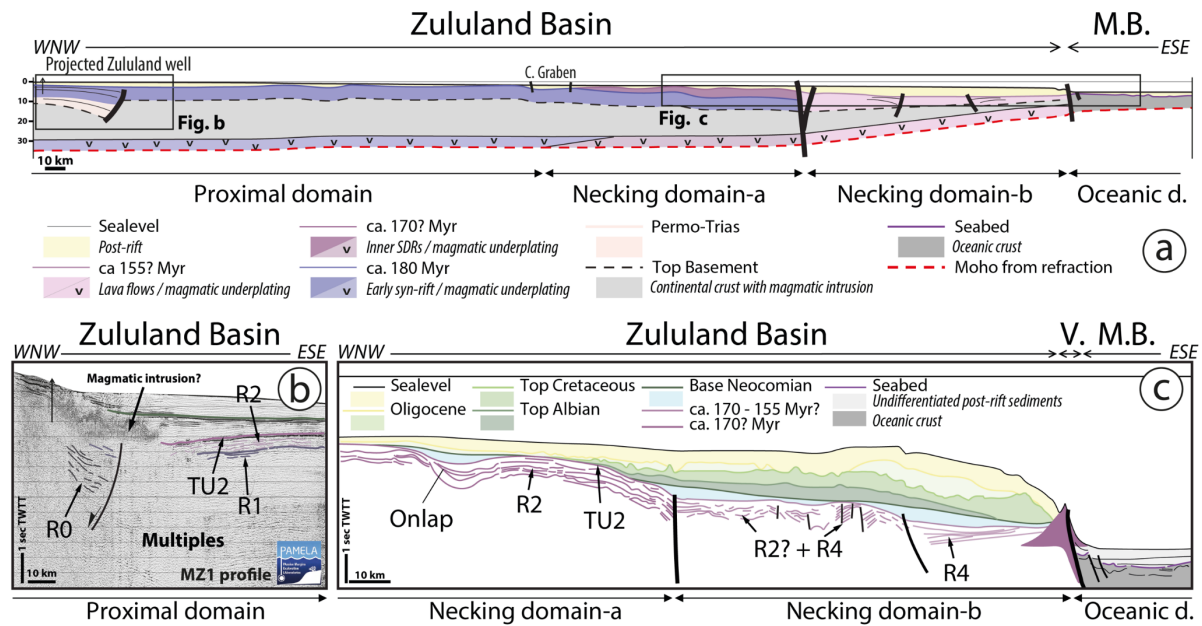 Zululand Basin
M.B.
WNW
ESE
Projected Zululand well
C. Graben
0
10
20
30
Fig. b
Fig. c
10 km
Proximal domain
Necking domain-a
Necking domain-b
Oceanic d.
Sealevel
Post-rift
ca 155? Myr
Lava flows / magmatic underplating
ca. 170? Myr
Inner SDRs / magmatic underplating
ca. 180 Myr
Early syn-rift / magmatic underplating
Permo-Trias
Top Basement
Continental crust with magmatic intrusion
Seabed
Oceanic crust
Moho from refraction
v
v
v
v
v v v v v v v v v v v v v v v v v v v
a
Zululand Basin
WNW
ESE
Magmatic intrusion?
b
R2
TU2
R1
R0
Multiples
1 sec TWTT
10 km
MZ1 profile
PAMELA
Proximal domain
Zululand Basin
V. M.B.
WNW
ESE
Sealevel
Oligocene
Top Cretaceous
Top Albian
Base Neocomian
ca. 170 - 155 Myr?
ca. 170? Myr
Seabed
Undifferentiated post-rift sediments
Oceanic crust
c
Onlap
R2
TU2
R2? + R4
R4
1 sec TWTT
10 km
Necking domain-a
Necking domain-b
Oceanic d.